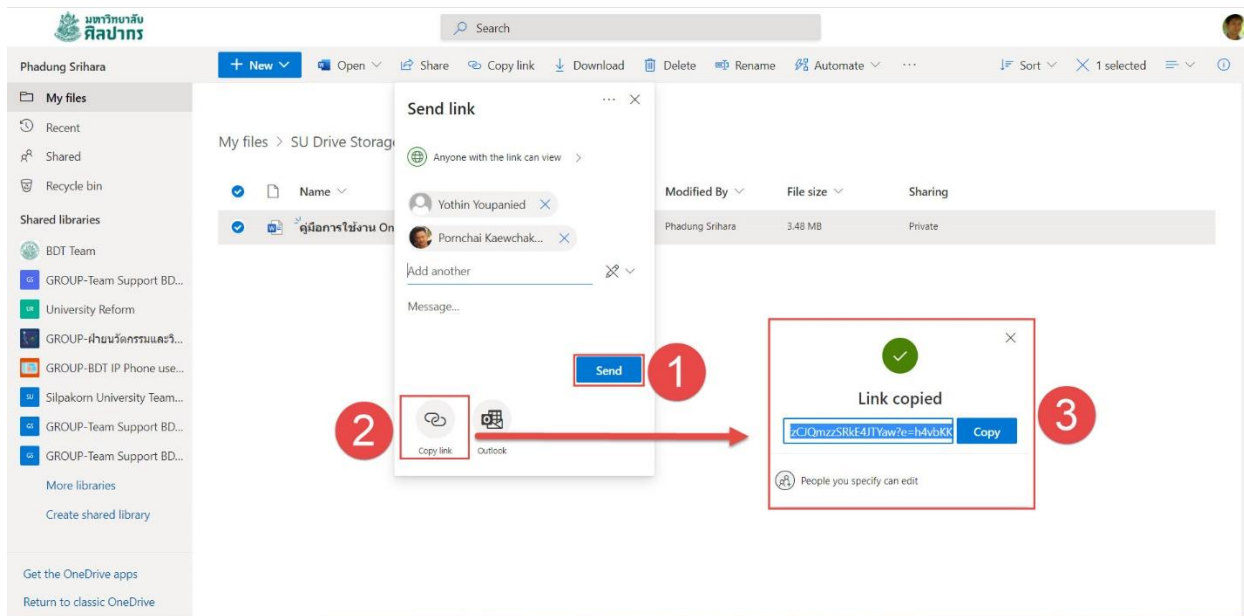 มหาวิทยาลัย
ศิลปากร
Search
Phadung Srihara
New
Open
Share
Copy link
Download
Delete
Rename
Automate
...
Sort
1 selected
My files
Recent
Shared
Recycle bin
Shared libraries
BDT Team
GS GROUP-Team Support BD...
UR University Reform
GROUP-ฝ่ายนวัตกรรมและวิ...
GROUP-BDT IP Phone use...
SU Silpakorn University Team...
GS GROUP-Team Support BD...
GS GROUP-Team Support BD...
More libraries
Create shared library
Get the OneDrive apps
Return to classic OneDrive
My files > SU Drive Storag
Name
Modified By
File size
Sharing
คู่มือการใช้งาน On
Phadung Srihara
3.48 MB
Private
Send link
...
Anyone with the link can view
Yothin Youpanied
Pornchai Kaewchak...
Add another
Message...
Send
1
2
Copy link
Outlook
Link copied
zCJQmzzSRkE4JTYaw?e=h4vbKK
Copy
3
People you specify can edit